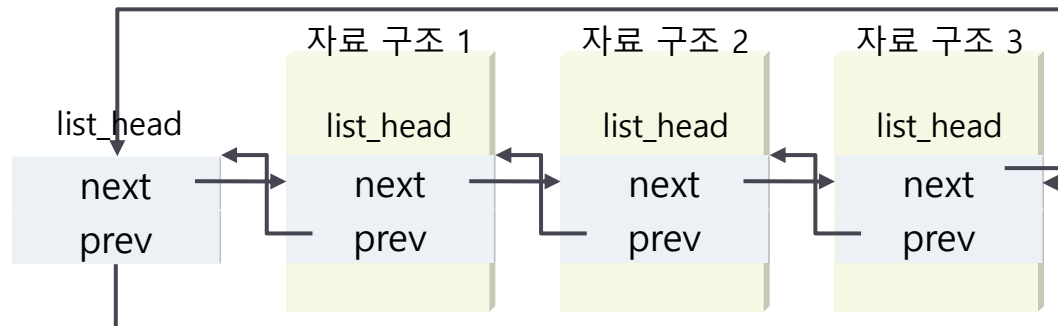 자료 구조 1 자료 구조 2 자료 구조 3
list_head list_head list_head list_head
next next next next
prev prev prev prev